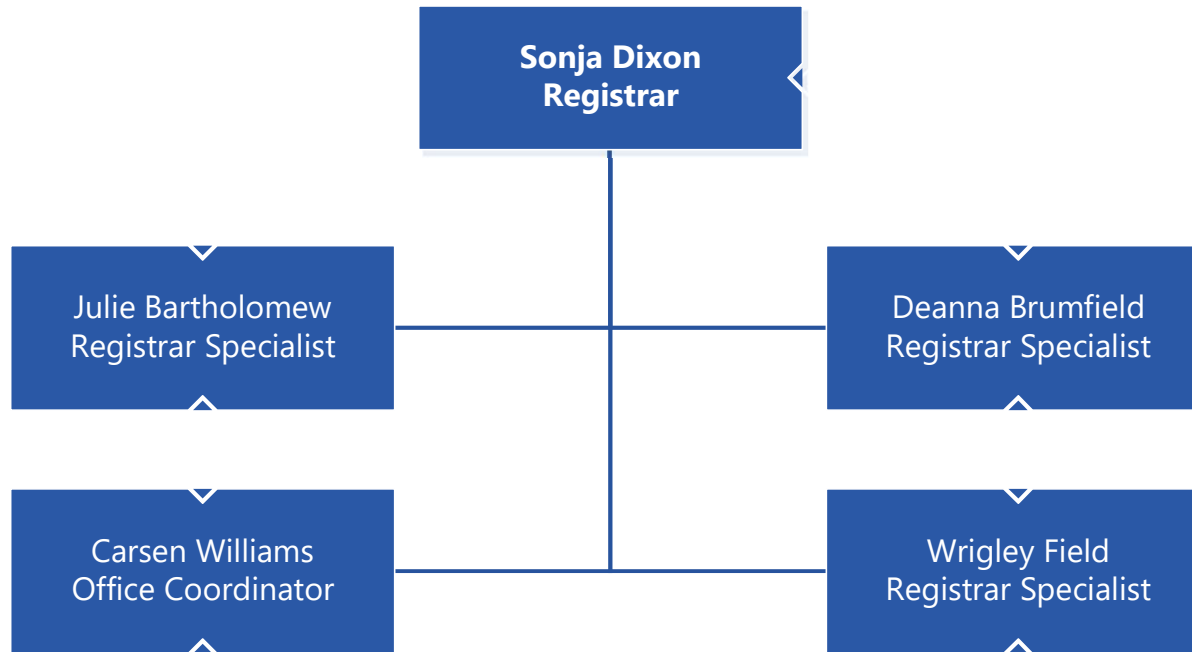 Sonja Dixon
Registrar
Julie Bartholomew
Registrar Specialist
Deanna Brumfield
Registrar Specialist
Carsen Williams
Office Coordinator
Wrigley Field
Registrar Specialist